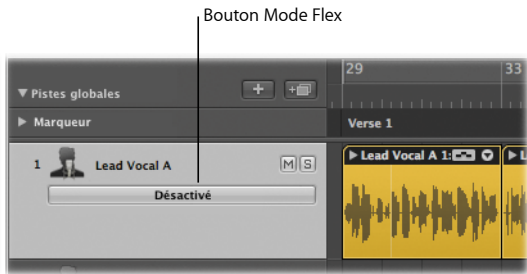 Bouton Mode Flex
29 33
Pistes globales
Marqueur
Verse 1
1 Lead Vocal A M S
Lead Vocal A 1: L
Désactivé